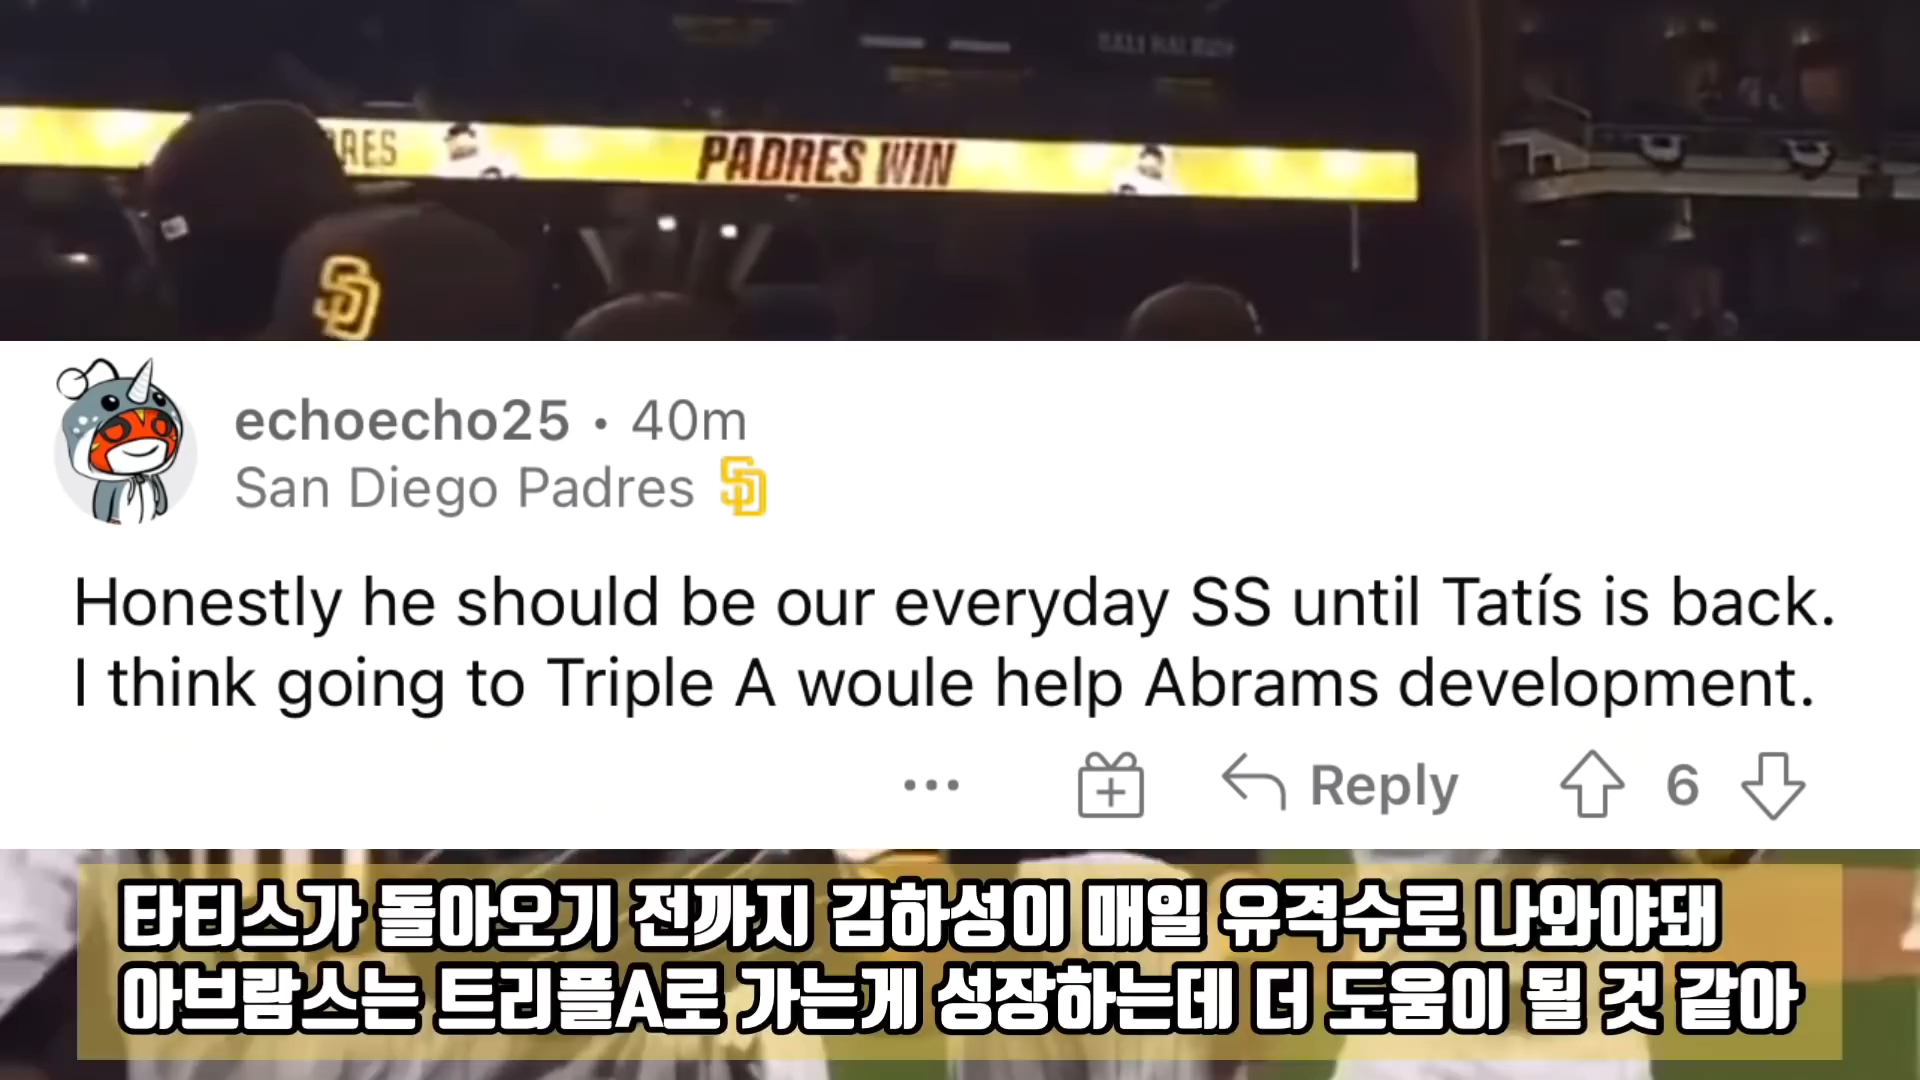 RES
PADRES WIN
SD
echoecho25 • 40m
San Diego Padres SD
Honestly he should be our everyday SS until Tatís is back.
I think going to Triple A woule help Abrams development.
Reply 6
타티스가 돌아오기 전까지 김하성이 매일 유격수로 나와야돼
아브람스는 트리플A로 가는게 성장하는데 더 도움이 될 것 같아